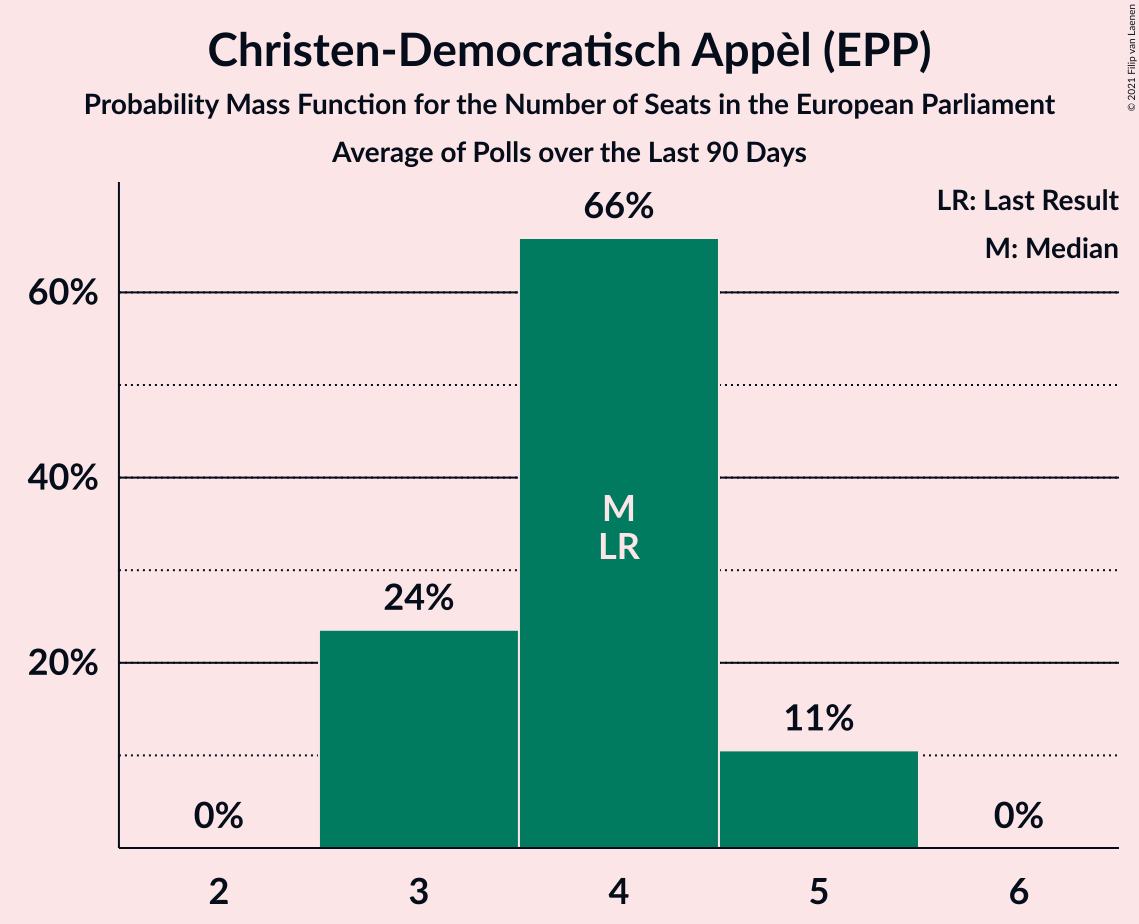 Christen-Democratisch Appèl (EPP)
Probability Mass Function for the Number of Seats in the European Parliament
Average of Polls over the Last 90 Days
© 2021 Filip van Laenen
LR: Last Result
M: Median
66%
60%
40%
M
LR
24%
20%
11%
0%
0%
2
3
4
5
6